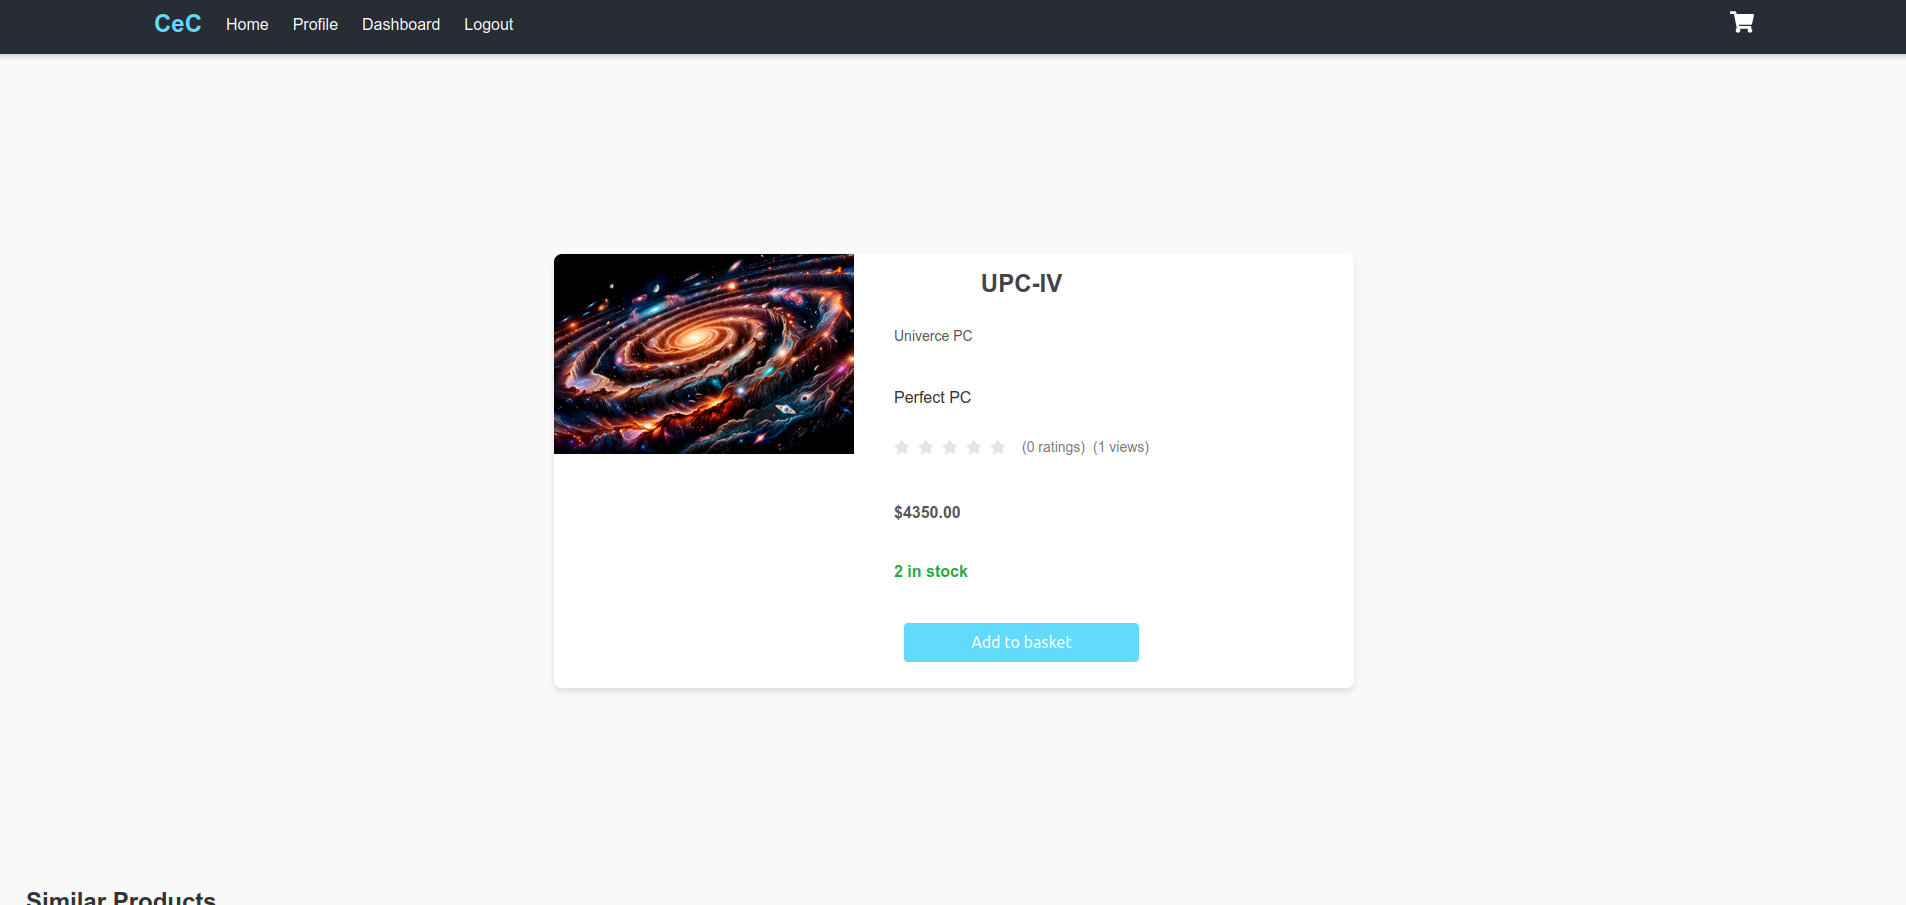 CeC Home Profile Dashboard Logout
UPC-IV
Univerce PC
Perfect PC
(0 ratings) (1 views)
$4350.00
2 in stock
Add to basket
Similar Products